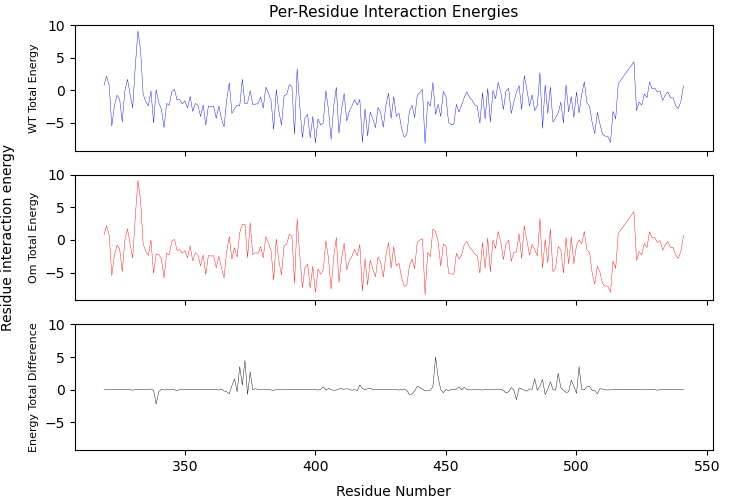 Per-Residue Interaction Energies
Residue interaction energy
WT Total Energy
10
5
0
−5
Om Total Energy
10
5
0
−5
Energy Total Difference
10
5
0
−5
350
400
450
500
550
Residue Number